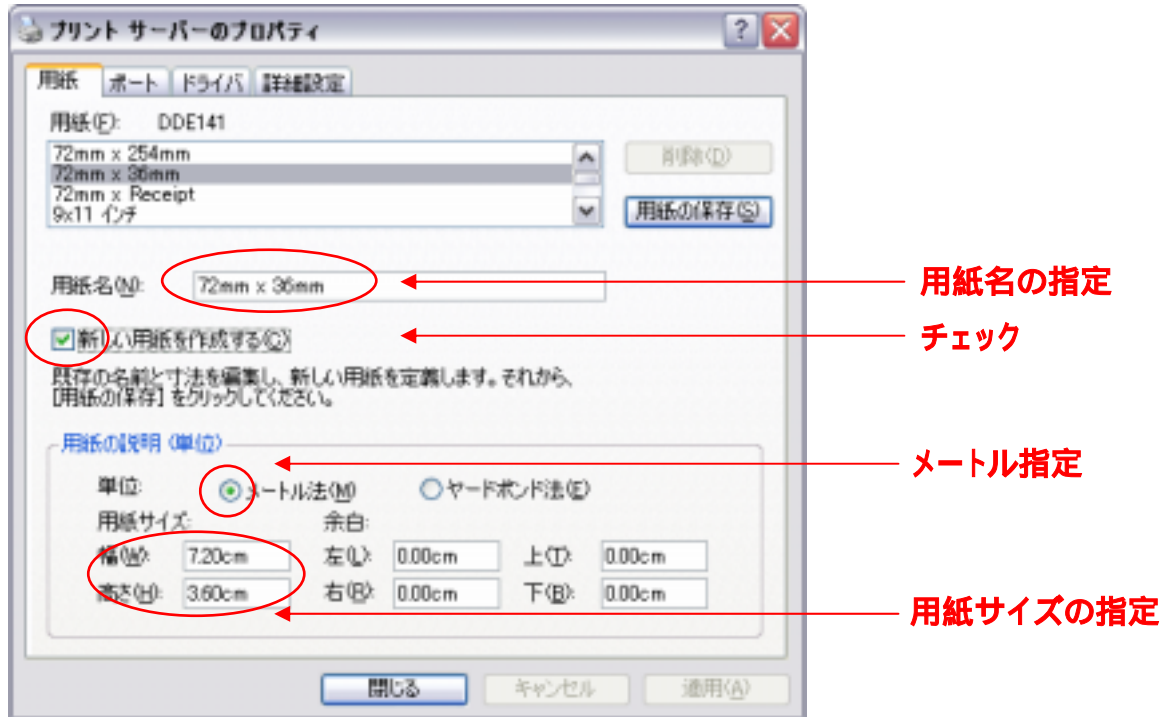 プリント サーバーのプロパティ
用紙 ポート ドライバ 詳細設定
用紙(F): DDE141
72mm x 254mm
72mm x 36mm
72mm x Receipt
9x11 インチ
削除(D)
用紙の保存(S)
用紙名(N): 72mm x 36mm
用紙名の指定
新しい用紙を作成する(C)
チェック
既存の名前と寸法を編集し、新しい用紙を定義します。それから、
[用紙の保存] をクリックしてください。
用紙の説明 (単位)
メートル指定
単位: メートル法(M) ヤードポンド法(E)
用紙サイズ: 余白:
幅(W): 7.20cm 左(L): 0.00cm 上(T): 0.00cm
高さ(H): 3.60cm 右(R): 0.00cm 下(B): 0.00cm
用紙サイズの指定
閉じる キャンセル 適用(A)